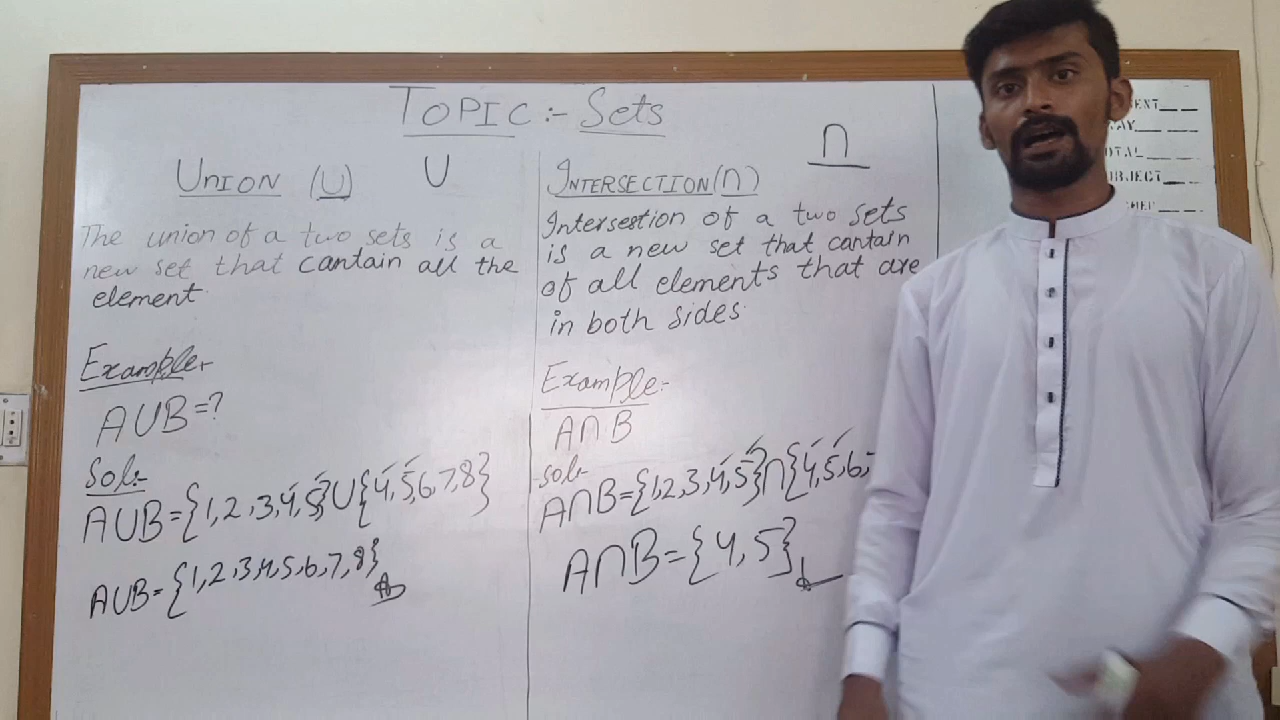 TOPIC :- Sets
UNION (U) U
The union of a two sets is a
new set that cantain all the
element.
Example:-
AUB=?
Sol:-
AUB={1,2,3,4,5}U{4,5,6,7,8}
AUB={1,2,3,4,5,6,7,8}
INTERSECTION(∩) ∩
Intersestion of a two sets
is a new set that cantain
of all elements that are
in both sides.
Example:-
A∩B
Sol:-
A∩B={1,2,3,4,5}∩{4,5,6,
A∩B={4,5}